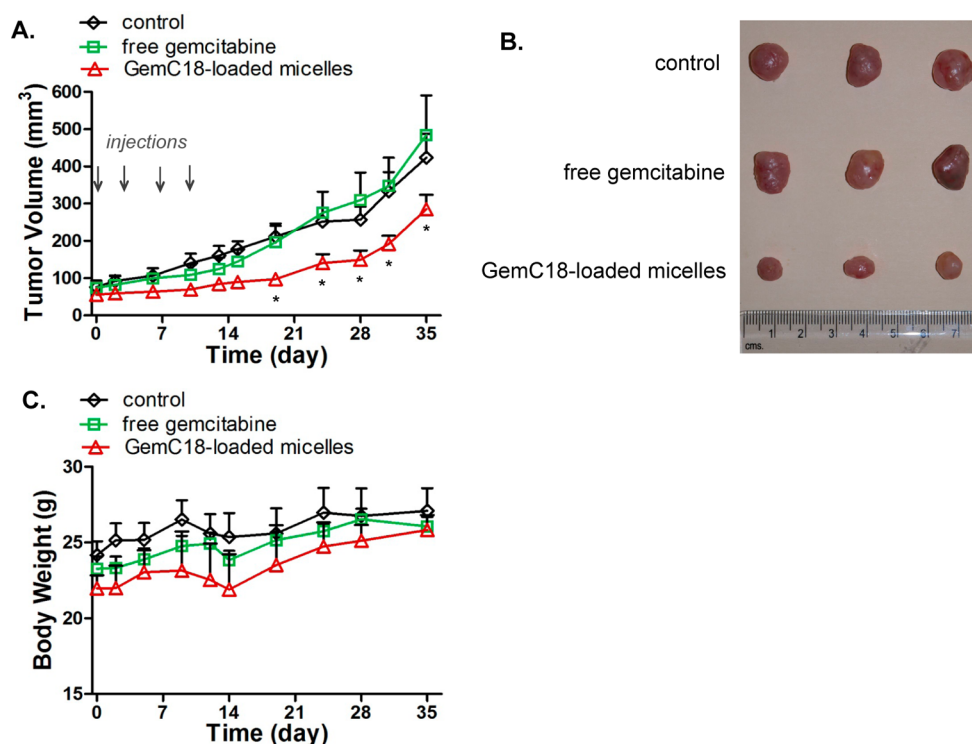 A.
control
free gemcitabine
GemC18-loaded micelles
Tumor Volume (mm³)
600
500
400
300
200
100
0
injections
*
*
*
*
*
0 7 14 21 28 35
Time (day)
B.
control
free gemcitabine
GemC18-loaded micelles
1 2 3 4 5 6 7
cms.
C.
control
free gemcitabine
GemC18-loaded micelles
Body Weight (g)
30
25
20
15
0 7 14 21 28 35
Time (day)